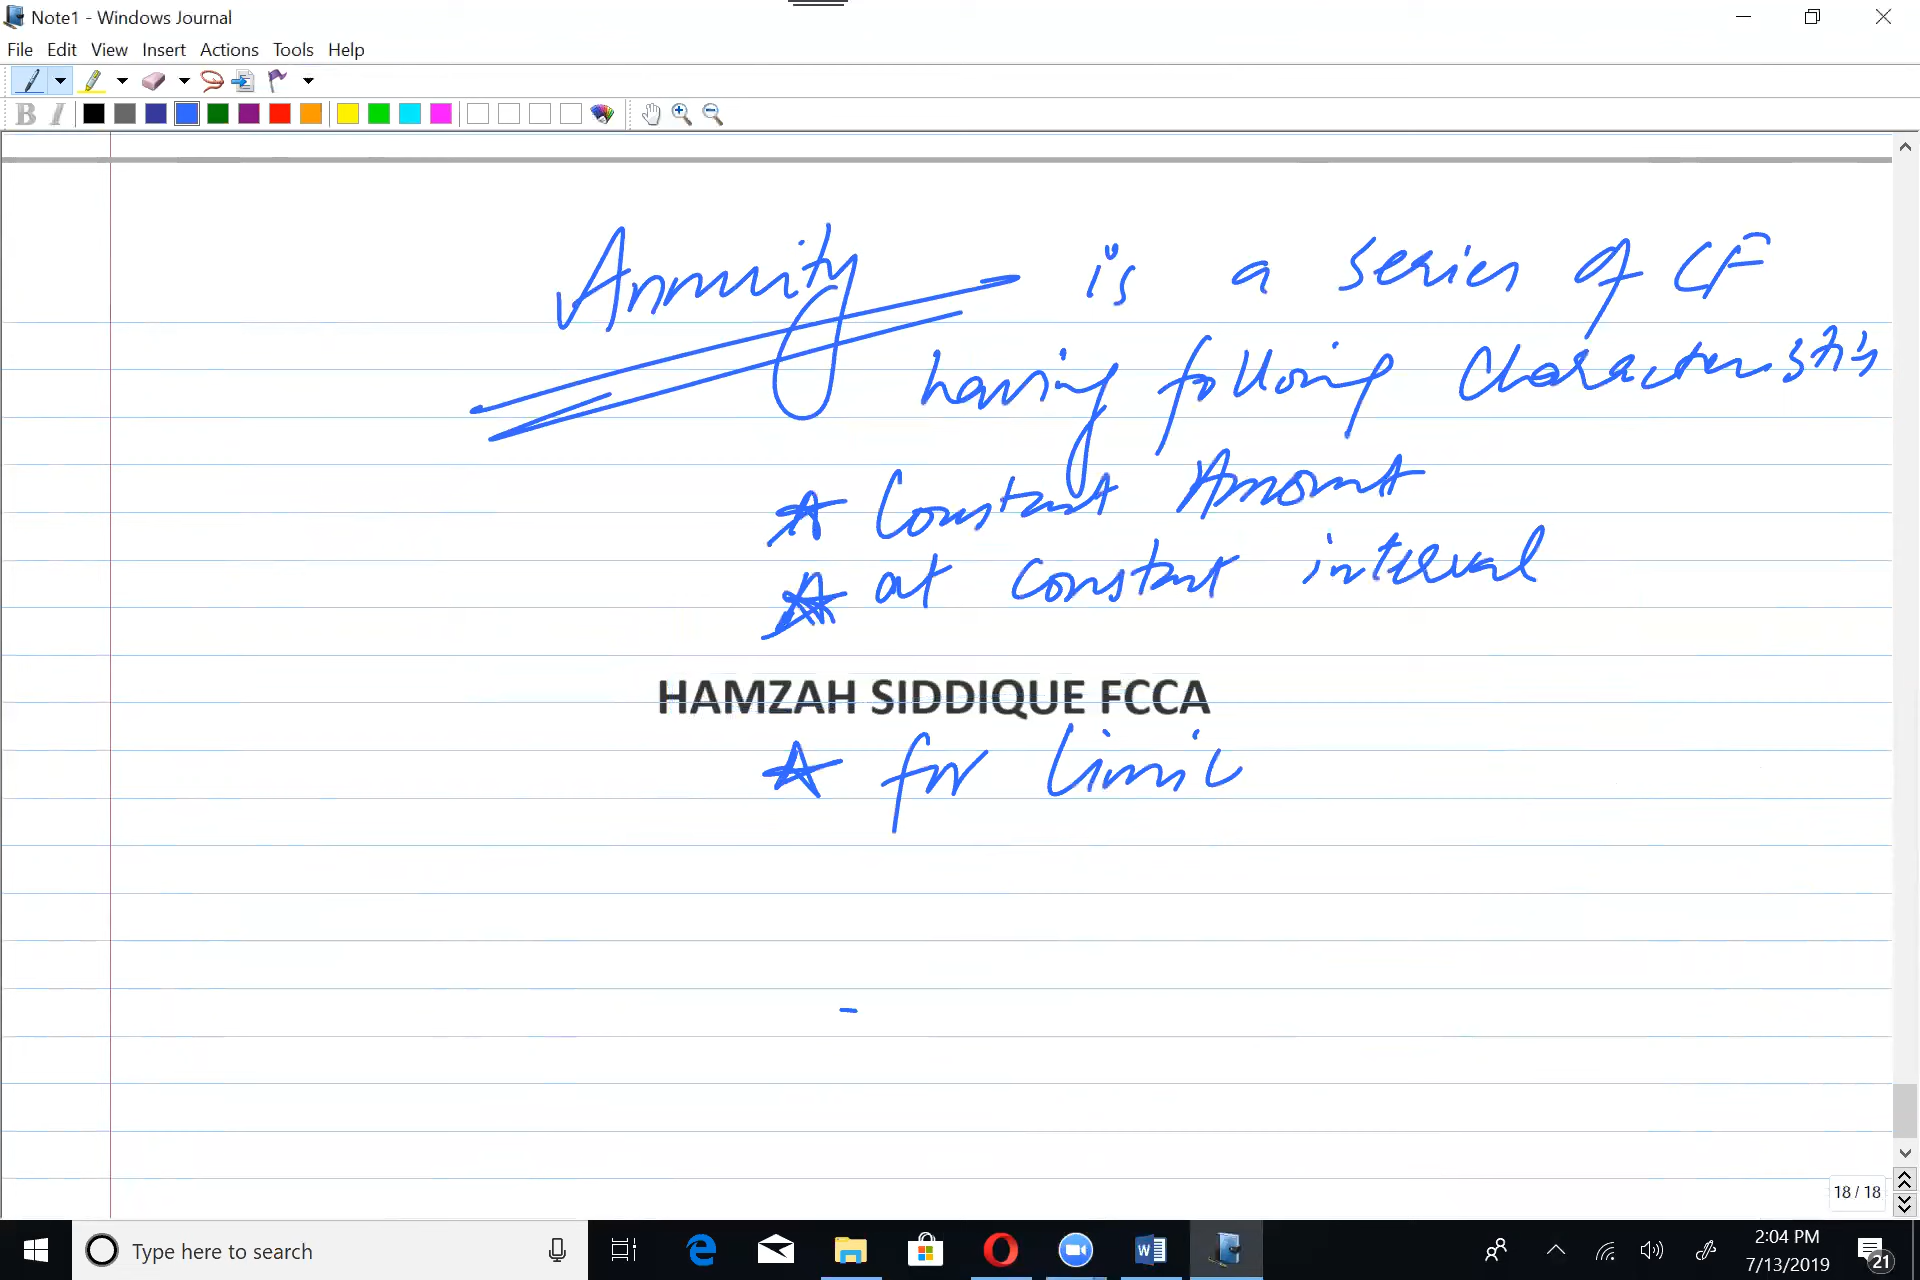 Note1 - Windows Journal
File Edit View Insert Actions Tools Help
B I
Annuity is a series of CF
having following characteristics
* Constant Amount
* at constant interval
HAMZAH SIDDIQUE FCCA
* for
18 / 18
Type here to search
2:04 PM
7/13/2019
21